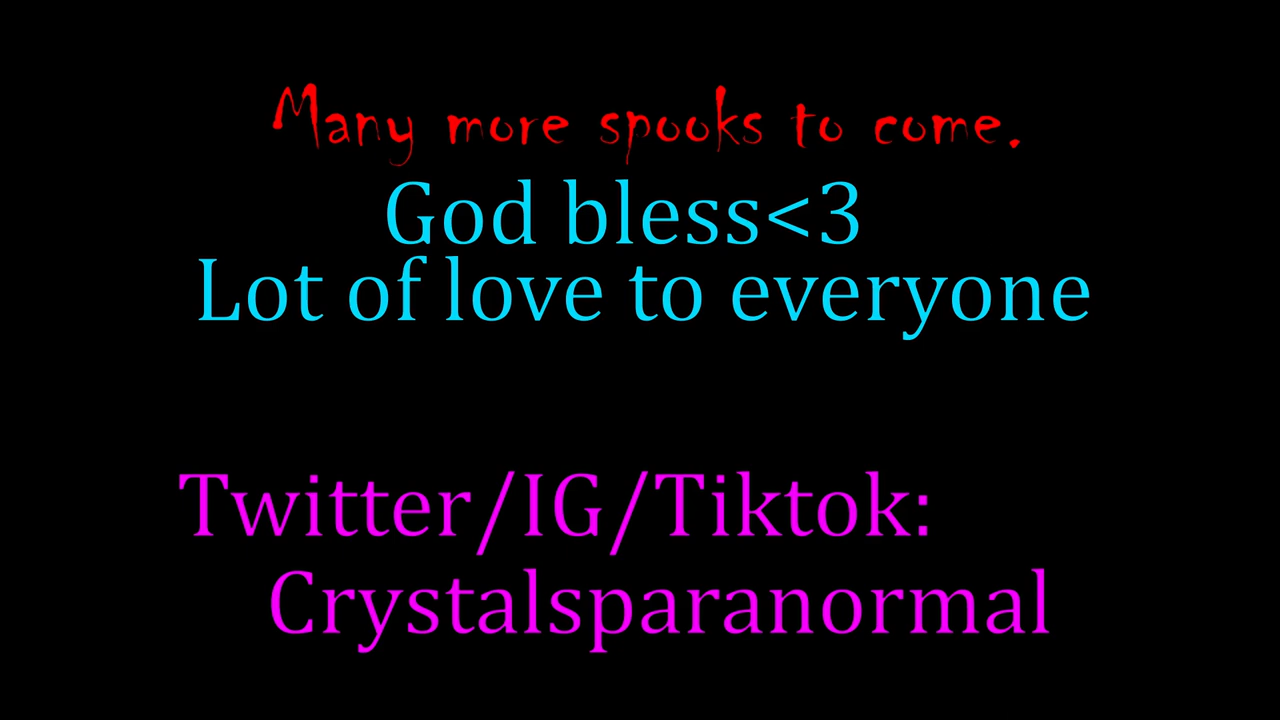 Many more spooks to come.
God bless<3
Lot of love to everyone
Twitter/IG/Tiktok:
Crystalsparanormal